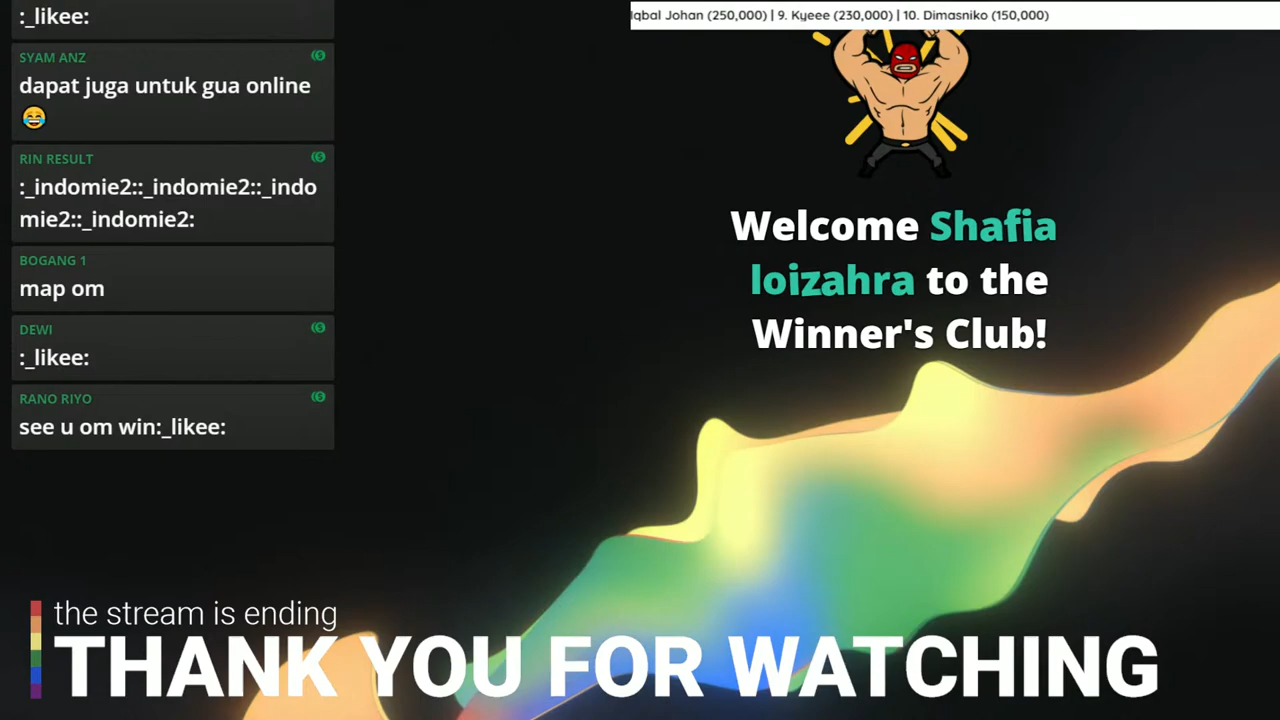 :_likee:
SYAM ANZ
dapat juga untuk gua online
😂
RIN RESULT
:_indomie2::_indomie2::_indo
mie2::_indomie2:
BOGANG 1
map om
DEWI
:_likee:
RANO RIYO
see u om win:_likee:
Iqbal Johan (250,000) | 9. Kyeee (230,000) | 10. Dimasniko (150,000)
Welcome Shafia
loizahra to the
Winner's Club!
the stream is ending
THANK YOU FOR WATCHING